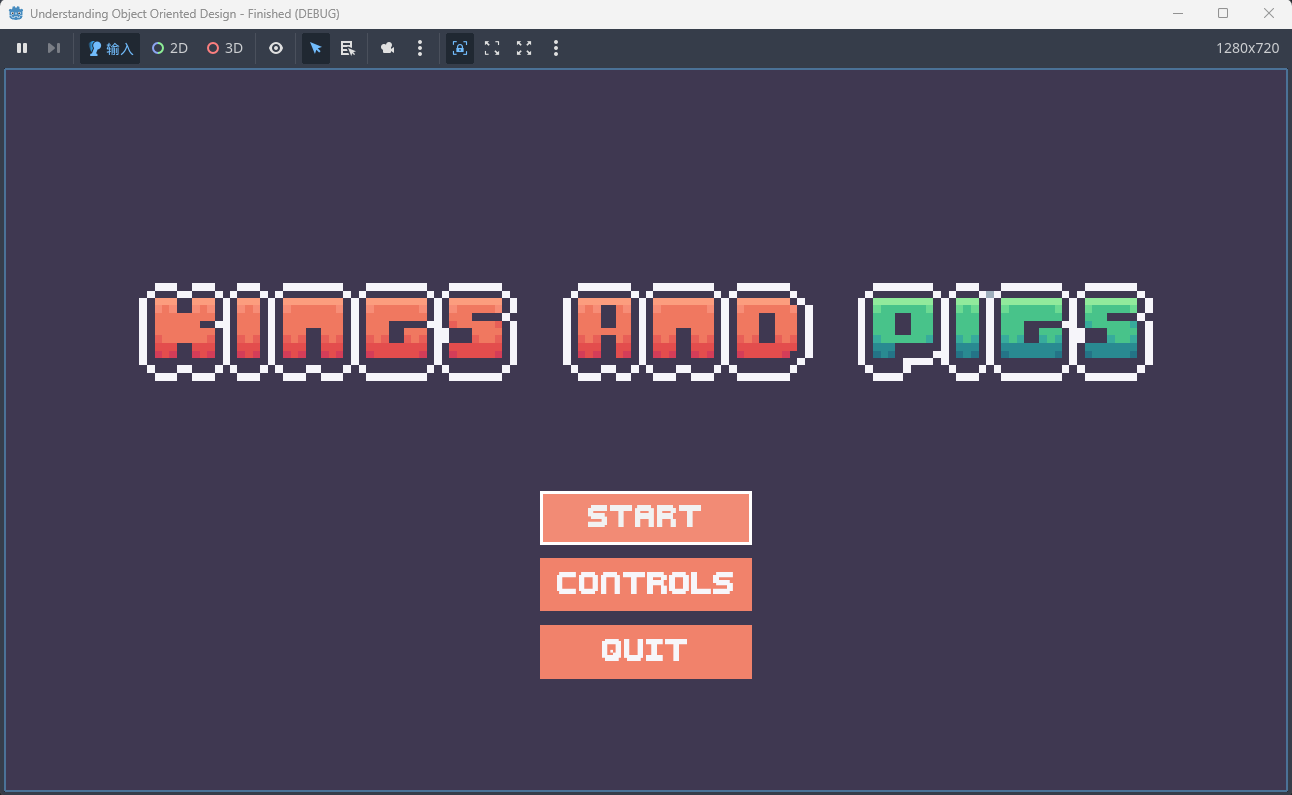 Understanding Object Oriented Design - Finished (DEBUG)
输入 2D 3D 1280x720
KINGS AND PIGS
START
CONTROLS
QUIT